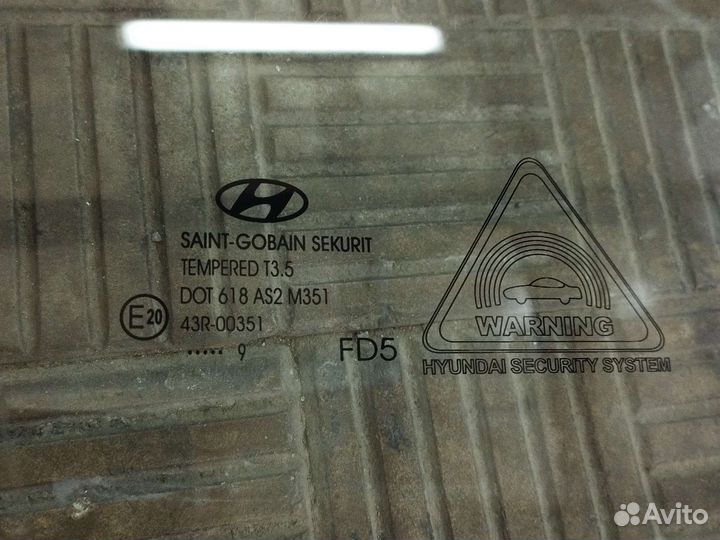 SAINT-GOBAIN SEKURIT
TEMPERED T3.5
DOT 618 AS2 M351
E20
43R-00351
..... 9
FD5
WARNING
HYUNDAI SECURITY SYSTEM
Avito